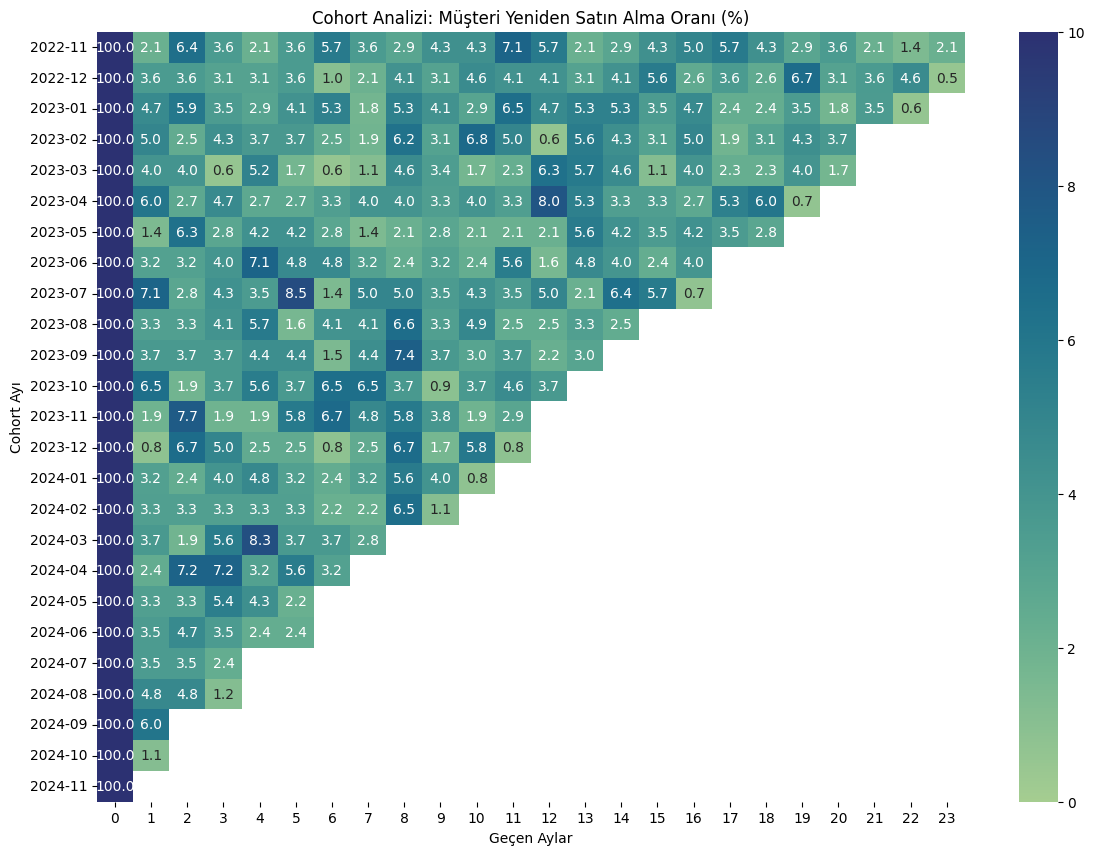 Cohort Analizi: Müşteri Yeniden Satın Alma Oranı (%)
2022-11 100.0 2.1 6.4 3.6 2.1 3.6 5.7 3.6 2.9 4.3 4.3 7.1 5.7 2.1 2.9 4.3 5.0 5.7 4.3 2.9 3.6 2.1 1.4 2.1
2022-12 100.0 3.6 3.6 3.1 3.1 3.6 1.0 2.1 4.1 3.1 4.6 4.1 4.1 3.1 4.1 5.6 2.6 3.6 2.6 6.7 3.1 3.6 4.6 0.5
2023-01 100.0 4.7 5.9 3.5 2.9 4.1 5.3 1.8 5.3 4.1 2.9 6.5 4.7 5.3 5.3 3.5 4.7 2.4 2.4 3.5 1.8 3.5 0.6
2023-02 100.0 5.0 2.5 4.3 3.7 3.7 2.5 1.9 6.2 3.1 6.8 5.0 0.6 5.6 4.3 3.1 5.0 1.9 3.1 4.3 3.7
2023-03 100.0 4.0 4.0 0.6 5.2 1.7 0.6 1.1 4.6 3.4 1.7 2.3 6.3 5.7 4.6 1.1 4.0 2.3 2.3 4.0 1.7
2023-04 100.0 6.0 2.7 4.7 2.7 2.7 3.3 4.0 4.0 3.3 4.0 3.3 8.0 5.3 3.3 3.3 2.7 5.3 6.0 0.7
2023-05 100.0 1.4 6.3 2.8 4.2 4.2 2.8 1.4 2.1 2.8 2.1 2.1 2.1 5.6 4.2 3.5 4.2 3.5 2.8
2023-06 100.0 3.2 3.2 4.0 7.1 4.8 4.8 3.2 2.4 3.2 2.4 5.6 1.6 4.8 4.0 2.4 4.0
2023-07 100.0 7.1 2.8 4.3 3.5 8.5 1.4 5.0 5.0 3.5 4.3 3.5 5.0 2.1 6.4 5.7 0.7
2023-08 100.0 3.3 3.3 4.1 5.7 1.6 4.1 4.1 6.6 3.3 4.9 2.5 2.5 3.3 2.5
2023-09 100.0 3.7 3.7 3.7 4.4 4.4 1.5 4.4 7.4 3.7 3.0 3.7 2.2 3.0
2023-10 100.0 6.5 1.9 3.7 5.6 3.7 6.5 6.5 3.7 0.9 3.7 4.6 3.7
2023-11 100.0 1.9 7.7 1.9 1.9 5.8 6.7 4.8 5.8 3.8 1.9 2.9
2023-12 100.0 0.8 6.7 5.0 2.5 2.5 0.8 2.5 6.7 1.7 5.8 0.8
2024-01 100.0 3.2 2.4 4.0 4.8 3.2 2.4 3.2 5.6 4.0 0.8
2024-02 100.0 3.3 3.3 3.3 3.3 3.3 2.2 2.2 6.5 1.1
2024-03 100.0 3.7 1.9 5.6 8.3 3.7 3.7 2.8
2024-04 100.0 2.4 7.2 7.2 3.2 5.6 3.2
2024-05 100.0 3.3 3.3 5.4 4.3 2.2
2024-06 100.0 3.5 4.7 3.5 2.4 2.4
2024-07 100.0 3.5 3.5 2.4
2024-08 100.0 4.8 4.8 1.2
2024-09 100.0 6.0
2024-10 100.0 1.1
2024-11 100.0
0 1 2 3 4 5 6 7 8 9 10 11 12 13 14 15 16 17 18 19 20 21 22 23
Geçen Aylar
Cohort Ayı
10
8
6
4
2
0